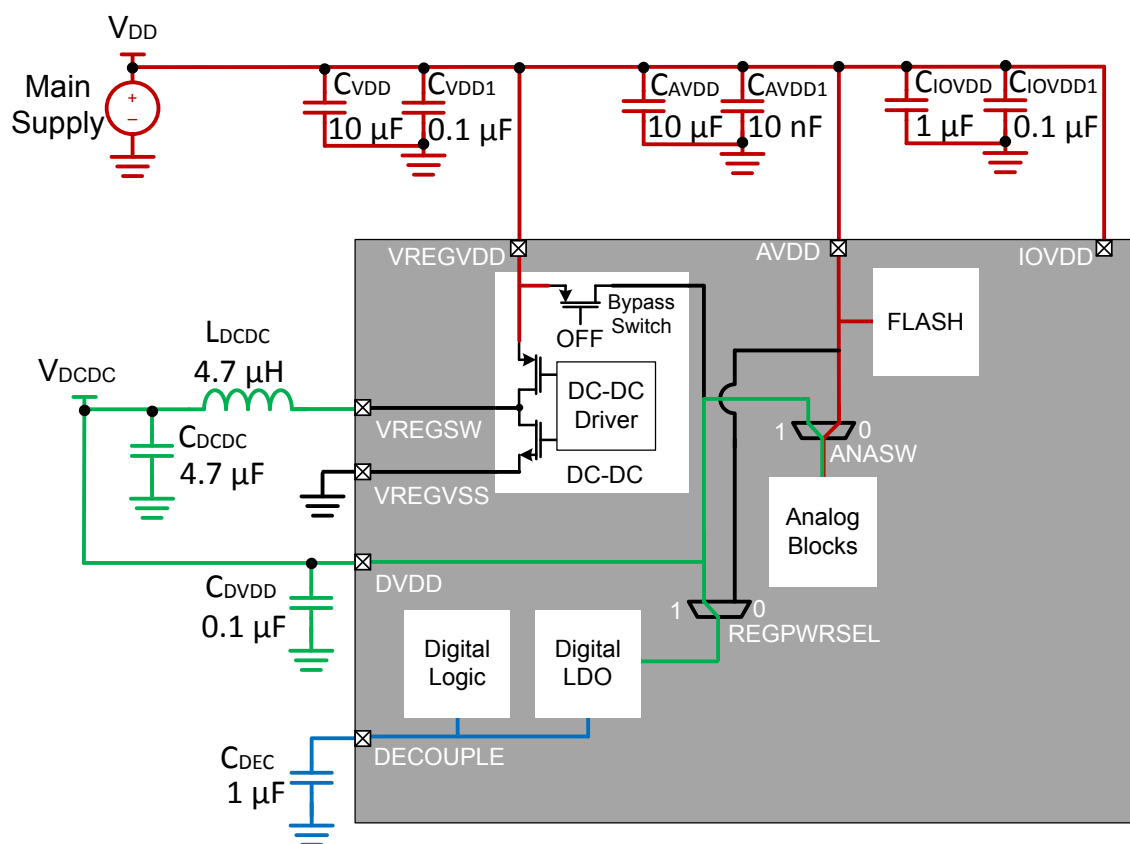 VDD
Main
Supply
+
−
CVDD
10 µF
CVDD1
0.1 µF
CAVDD
10 µF
CAVDD1
10 nF
CIOVDD
1 µF
CIOVDD1
0.1 µF
VREGVDD
AVDD
IOVDD
Bypass
Switch
OFF
FLASH
LDCDC
4.7 µH
VDCDC
CDCDC
4.7 µF
VREGSW
DC-DC
Driver
DC-DC
VREGVSS
1
0
ANASW
Analog
Blocks
DVDD
CDVDD
0.1 µF
1
0
REGPWRSEL
Digital
Logic
Digital
LDO
DECOUPLE
CDEC
1 µF